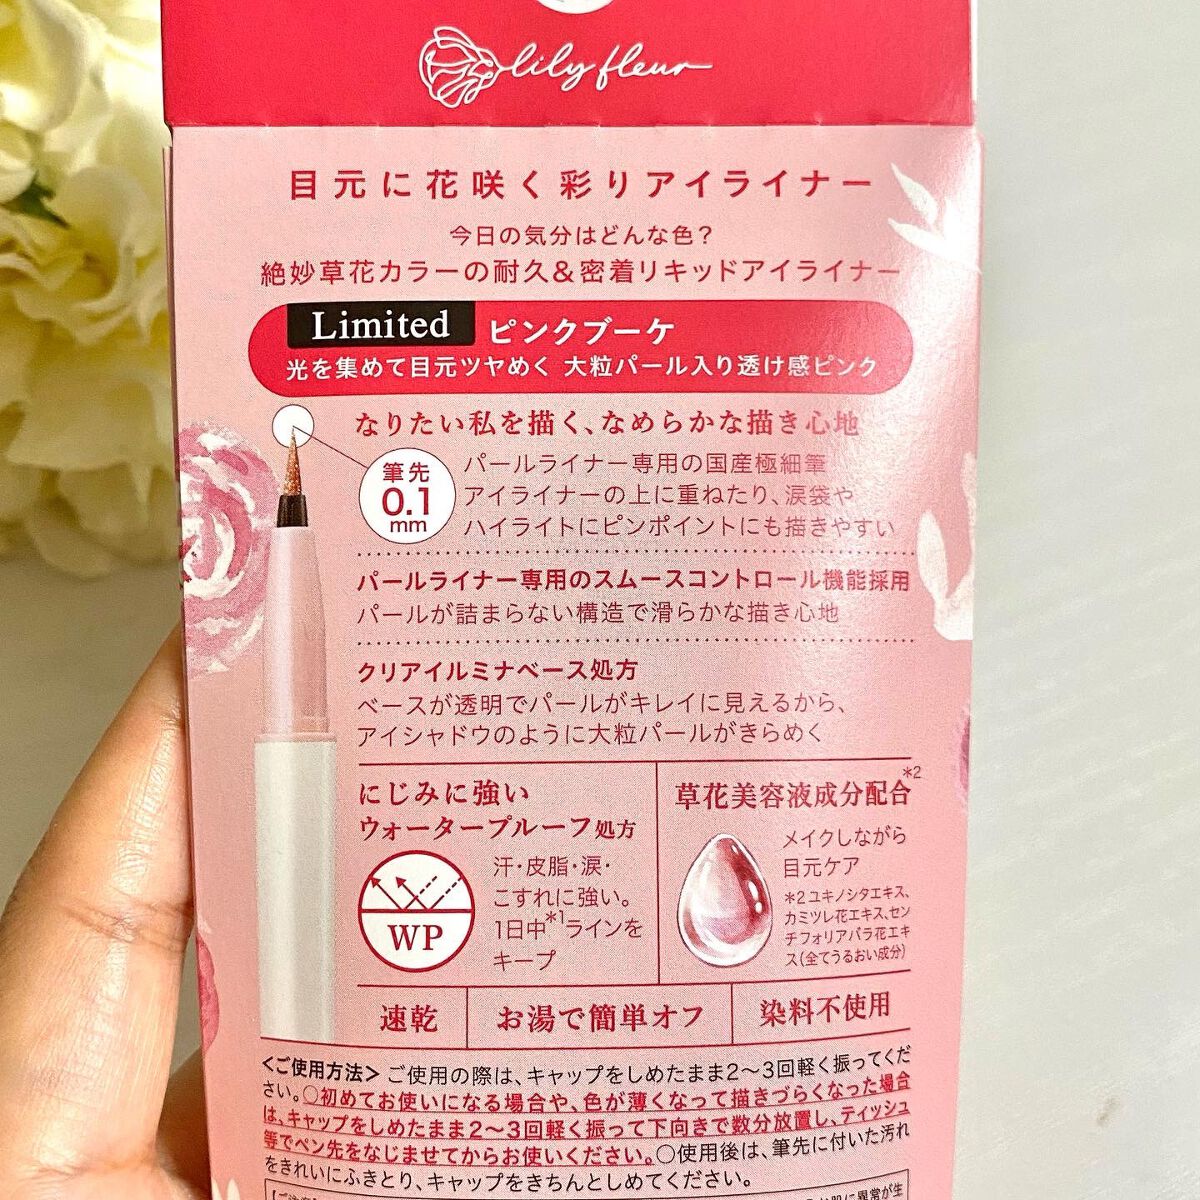 lily fleur
目元に花咲く彩りアイライナー
今日の気分はどんな色?
絶妙草花カラーの耐久&密着リキッドアイライナー
Limited ピンクブーケ
光を集めて目元ツヤめく 大粒パール入り透け感ピンク
なりたい私を描く、なめらかな描き心地
筆先
0.1
mm
パールライナー専用の国産極細筆
アイライナーの上に重ねたり、涙袋や
ハイライトにピンポイントにも描きやすい
パールライナー専用のスムースコントロール機能採用
パールが詰まらない構造で滑らかな描き心地
クリアイルミナベース処方
ベースが透明でパールがキレイに見えるから、
アイシャドウのように大粒パールがきらめく
にじみに強い
ウォータープルーフ処方
WP
汗・皮脂・涙・
こすれに強い。
1日中*1ラインを
キープ
草花美容液成分配合*2
メイクしながら
目元ケア
*2 ユキノシタエキス、
カミツレ花エキス、セン
チフォリアバラ花エキ
ス(全てうるおい成分)
速乾
お湯で簡単オフ
染料不使用
<ご使用方法> ご使用の際は、キャップをしめたまま2〜3回軽く振ってくだ
さい。○初めてお使いになる場合や、色が薄くなって描きづらくなった場合
は、キャップをしめたまま2〜3回軽く振って下向きで数分放置し、ティッシュ
等でペン先をなじませてからお使いください。○使用後は、筆先に付いた汚れ
をきれいにふきとり、キャップをきちんとしめてください。